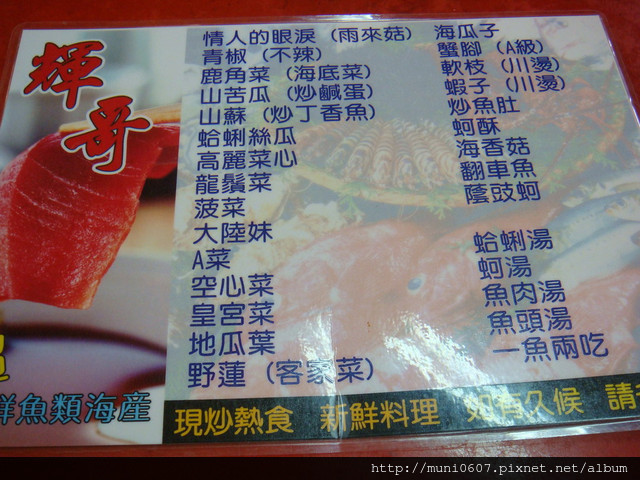 輝哥
情人的眼淚（雨來菇）
青椒（不辣）
鹿角菜（海底菜）
山苦瓜（炒鹹蛋）
山蘇（炒丁香魚）
蛤蜊絲瓜
高麗菜心
龍鬚菜
菠菜
大陸妹
A菜
空心菜
皇宮菜
地瓜葉
野蓮（客家菜）
海瓜子
蟹腳（A級）
軟枝（川燙）
蝦子（川燙）
炒魚肚
蚵酥
海香菇
翻車魚
蔭豉蚵
蛤蜊湯
蚵湯
魚肉湯
魚頭湯
一魚兩吃
鮮魚類海產
現炒熱食 新鮮料理 如有久候 請
http://muni0607.pixnet.net/album